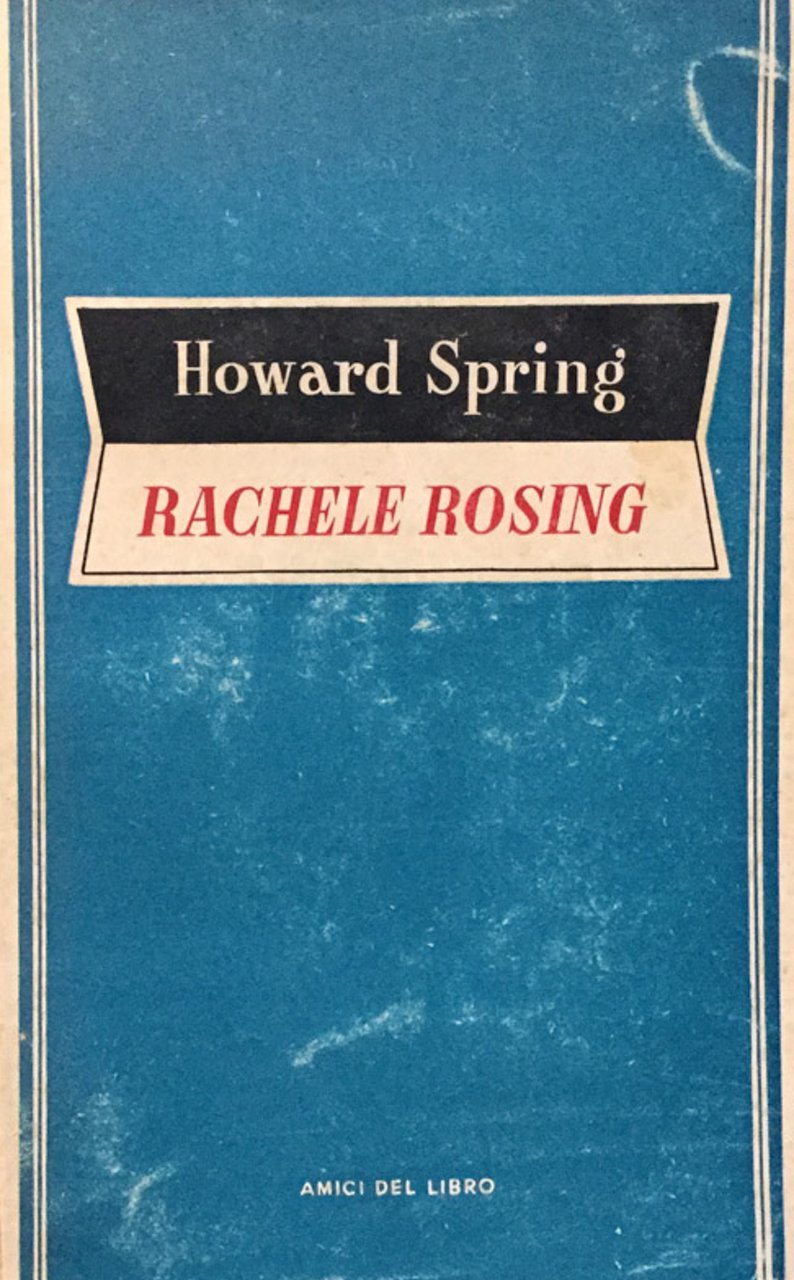 Howard Spring
RACHELE ROSING
AMICI DEL LIBRO